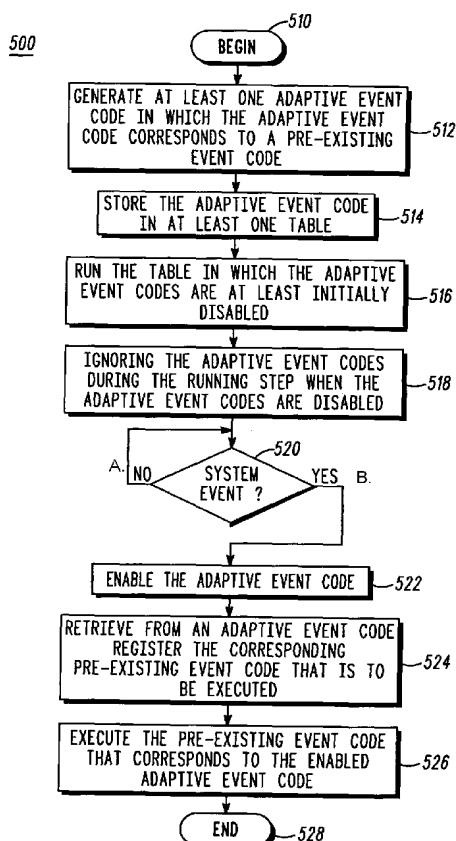 500
510
BEGIN
GENERATE AT LEAST ONE ADAPTIVE EVENT
CODE IN WHICH THE ADAPTIVE EVENT
CODE CORRESPONDS TO A PRE-EXISTING
EVENT CODE
512
STORE THE ADAPTIVE EVENT CODE
IN AT LEAST ONE TABLE
514
RUN THE TABLE IN WHICH THE ADAPTIVE
EVENT CODES ARE AT LEAST INITIALLY
DISABLED
516
IGNORING THE ADAPTIVE EVENT CODES
DURING THE RUNNING STEP WHEN THE
ADAPTIVE EVENT CODES ARE DISABLED
518
520
A. NO
SYSTEM
EVENT ?
YES B.
ENABLE THE ADAPTIVE EVENT CODE
522
RETRIEVE FROM AN ADAPTIVE EVENT CODE
REGISTER THE CORRESPONDING
PRE-EXISTING EVENT CODE THAT IS TO
BE EXECUTED
524
EXECUTE THE PRE-EXISTING EVENT CODE
THAT CORRESPONDS TO THE ENABLED
ADAPTIVE EVENT CODE
526
END
528